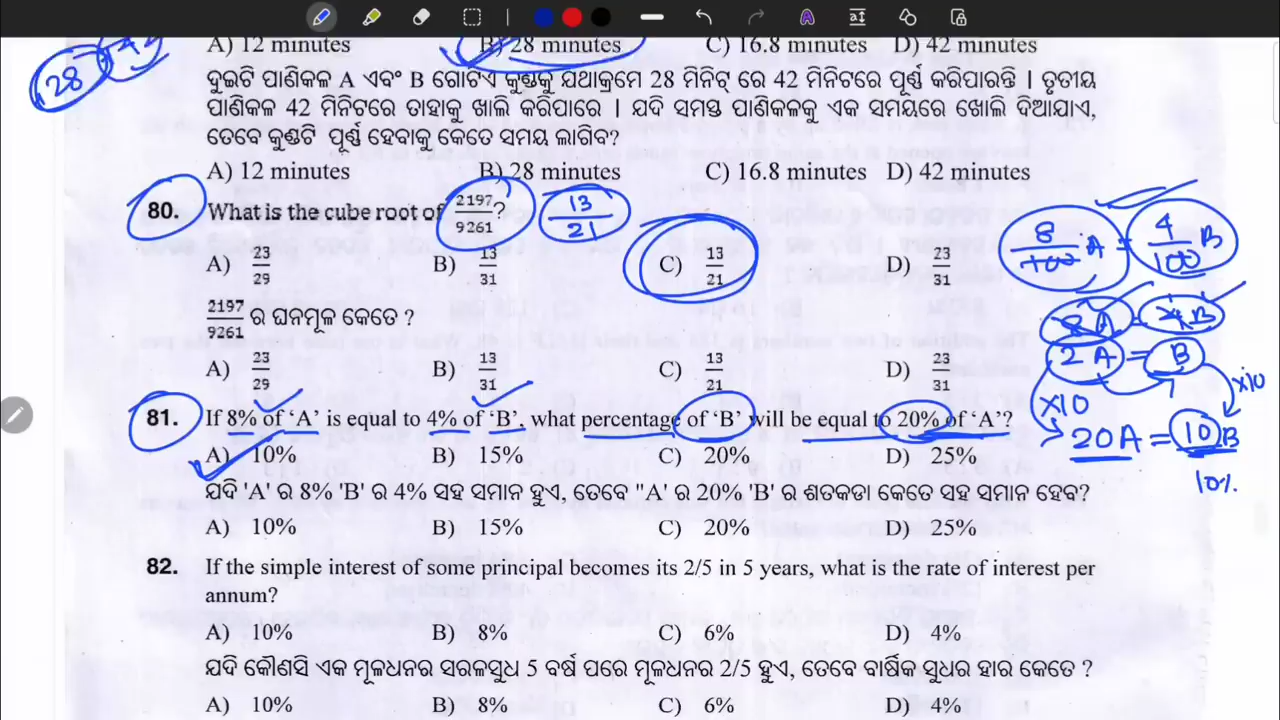 28
A) 12 minutes B) 28 minutes C) 16.8 minutes D) 42 minutes
ଦୁଇଟି ପାଣିକଳ A ଏବଂ B ଗୋଟିଏ କୁଣ୍ଡକୁ ଯଥାକ୍ରମେ 28 ମିନିଟ୍ ରେ 42 ମିନିଟରେ ପୂର୍ଣ୍ଣ କରିପାରନ୍ତି । ତୃତୀୟ
ପାଣିକଳ 42 ମିନିଟରେ ତାହାକୁ ଖାଲି କରିପାରେ । ଯଦି ସମସ୍ତ ପାଣିକଳକୁ ଏକ ସମୟରେ ଖୋଲି ଦିଆଯାଏ,
ତେବେ କୁଣ୍ଡଟି ପୂର୍ଣ୍ଣ ହେବାକୁ କେତେ ସମୟ ଲାଗିବ?
A) 12 minutes B) 28 minutes C) 16.8 minutes D) 42 minutes
80. What is the cube root of 2197/9261? 13/21
A) 23/29 B) 13/31 C) 13/21 D) 23/31
2197/9261 ର ଘନମୂଳ କେତେ ?
A) 23/29 B) 13/31 C) 13/21 D) 23/31
81. If 8% of ‘A’ is equal to 4% of ‘B’, what percentage of ‘B’ will be equal to 20% of ‘A’?
A) 10% B) 15% C) 20% D) 25%
ଯଦି 'A' ର 8% 'B' ର 4% ସହ ସମାନ ହୁଏ, ତେବେ "A' ର 20% 'B' ର ଶତକଡା କେତେ ସହ ସମାନ ହେବ?
A) 10% B) 15% C) 20% D) 25%
82. If the simple interest of some principal becomes its 2/5 in 5 years, what is the rate of interest per
annum?
A) 10% B) 8% C) 6% D) 4%
ଯଦି କୌଣସି ଏକ ମୂଳଧନର ସରଳସୁଧ 5 ବର୍ଷ ପରେ ମୂଳଧନର 2/5 ହୁଏ, ତେବେ ବାର୍ଷିକ ସୁଧର ହାର କେତେ ?
A) 10% B) 8% C) 6% D) 4%
8/100 A = 4/100 B
8A = 4B
2A = B
×10 ×10
20A = 10B
10%